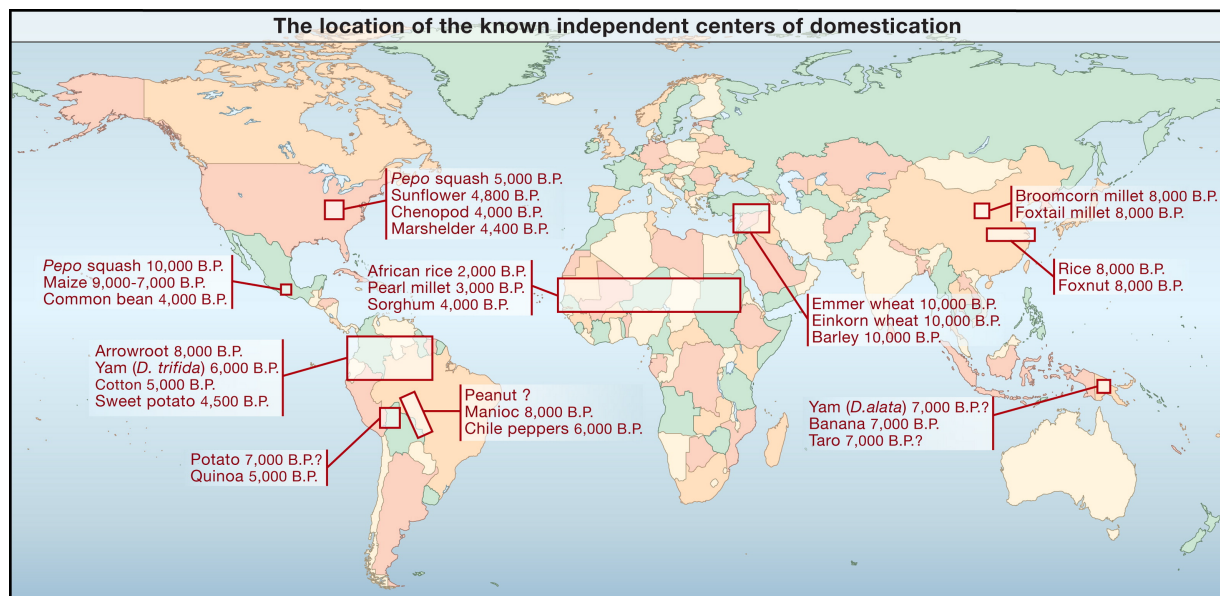 The location of the known independent centers of domestication
Pepo squash 5,000 B.P.
Sunflower 4,800 B.P.
Chenopod 4,000 B.P.
Marshelder 4,400 B.P.
Broomcorn millet 8,000 B.P.
Foxtail millet 8,000 B.P.
Pepo squash 10,000 B.P.
Maize 9,000-7,000 B.P.
Common bean 4,000 B.P.
African rice 2,000 B.P.
Pearl millet 3,000 B.P.
Sorghum 4,000 B.P.
Rice 8,000 B.P.
Foxnut 8,000 B.P.
Emmer wheat 10,000 B.P.
Einkorn wheat 10,000 B.P.
Barley 10,000 B.P.
Arrowroot 8,000 B.P.
Yam (D. trifida) 6,000 B.P.
Cotton 5,000 B.P.
Sweet potato 4,500 B.P.
Peanut ?
Manioc 8,000 B.P.
Chile peppers 6,000 B.P.
Yam (D.alata) 7,000 B.P.?
Banana 7,000 B.P.
Taro 7,000 B.P.?
Potato 7,000 B.P.?
Quinoa 5,000 B.P.